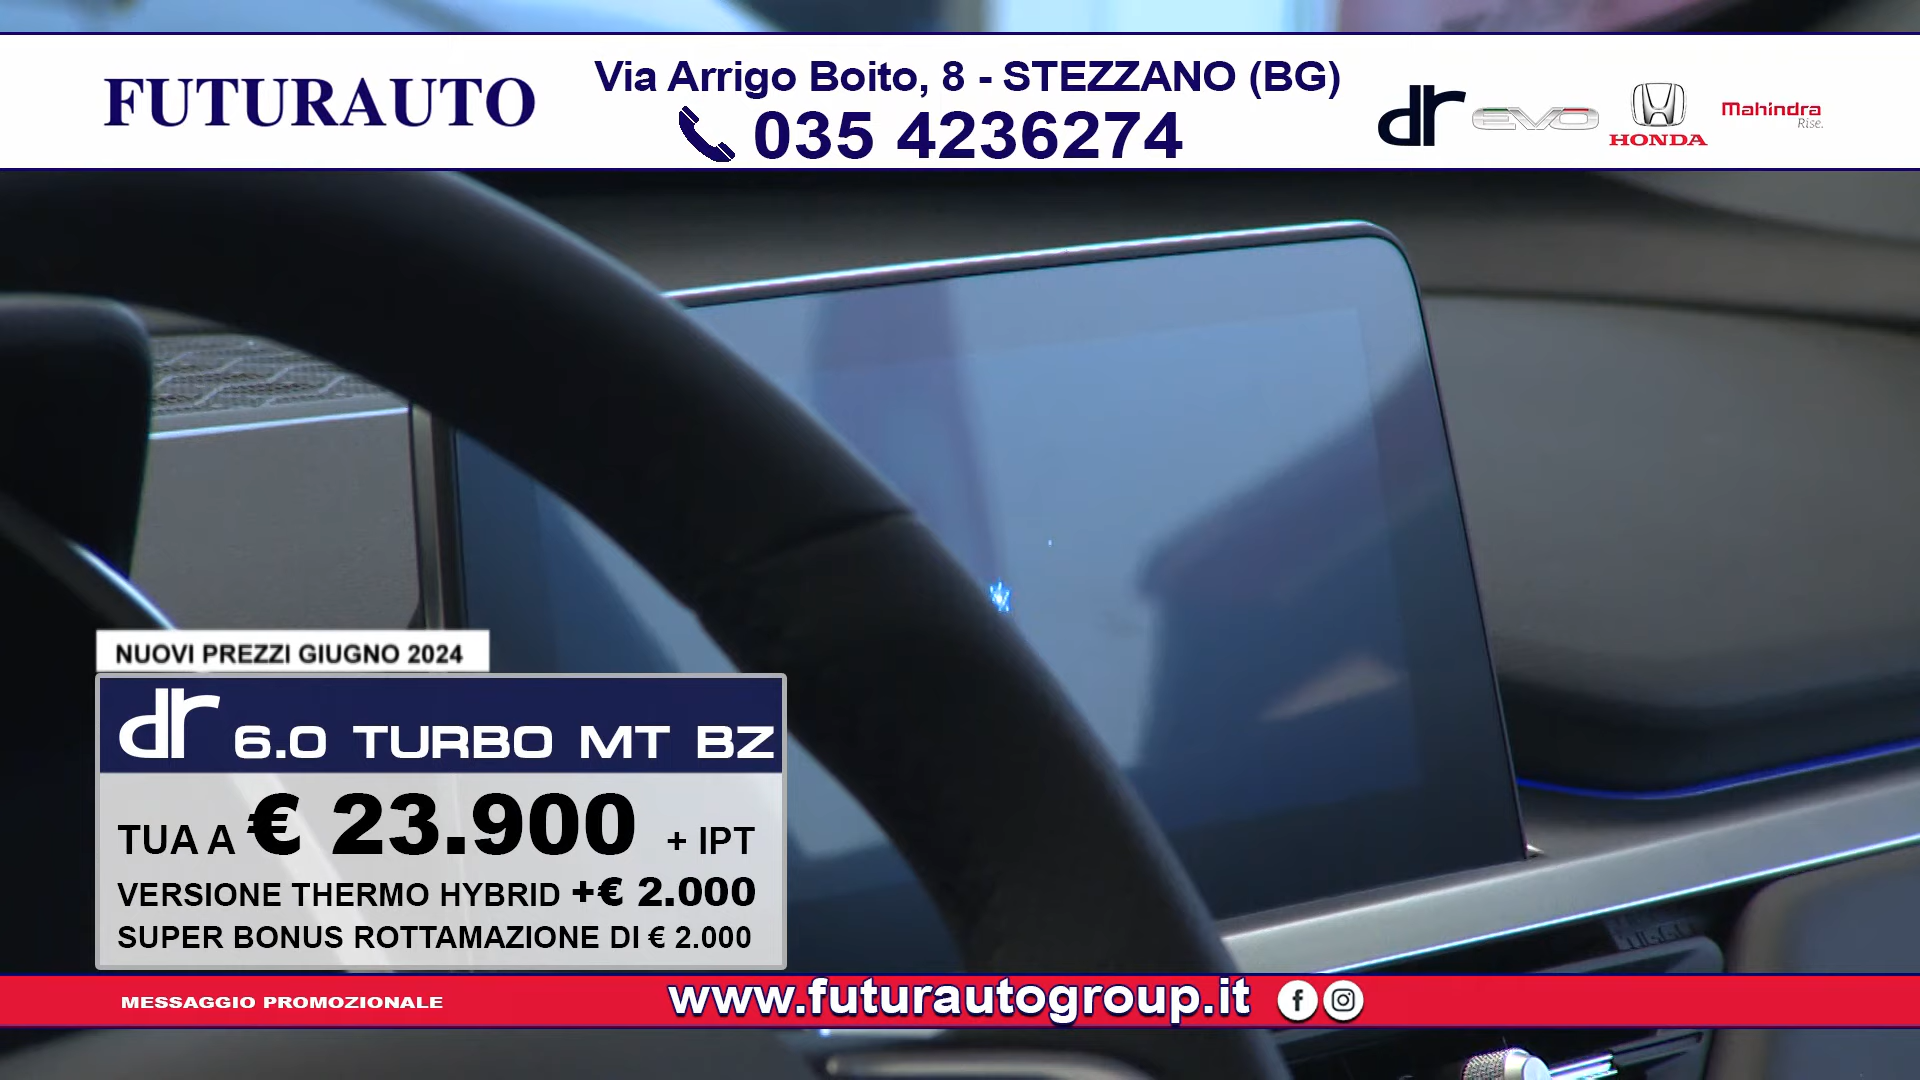 FUTURAUTO
Via Arrigo Boito, 8 - STEZZANO (BG)
035 4236274
dr EVO HONDA Mahindra
Rise.
NUOVI PREZZI GIUGNO 2024
dr 6.0 TURBO MT BZ
TUA A € 23.900 + IPT
VERSIONE THERMO HYBRID +€ 2.000
SUPER BONUS ROTTAMAZIONE DI € 2.000
MESSAGGIO PROMOZIONALE
www.futurautogroup.it